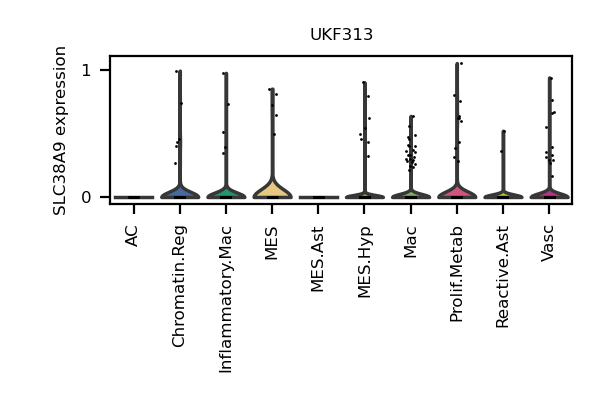 UKF313
SLC38A9 expression
1
0
AC
Chromatin.Reg
Inflammatory.Mac
MES
MES.Ast
MES.Hyp
Mac
Prolif.Metab
Reactive.Ast
Vasc